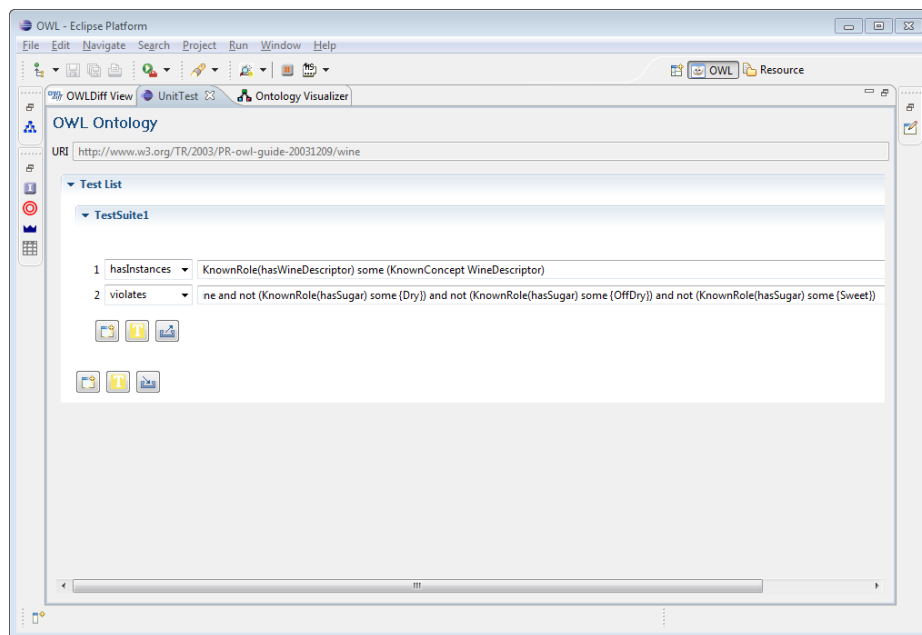 OWL - Eclipse Platform
File Edit Navigate Search Project Run Window Help
OWL Resource
OWLDiff View UnitTest Ontology Visualizer
OWL Ontology
URI http://www.w3.org/TR/2003/PR-owl-guide-20031209/wine
Test List
TestSuite1
1 hasInstances KnownRole(hasWineDescriptor) some (KnownConcept WineDescriptor)
2 violates ne and not (KnownRole(hasSugar) some {Dry}) and not (KnownRole(hasSugar) some {OffDry}) and not (KnownRole(hasSugar) some {Sweet})
T
T